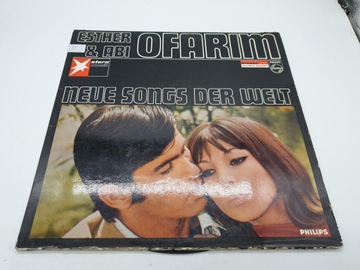 ESTHER
& ABI
OFARIM
stern
NEUE SONGS DER WELT
PHILIPS